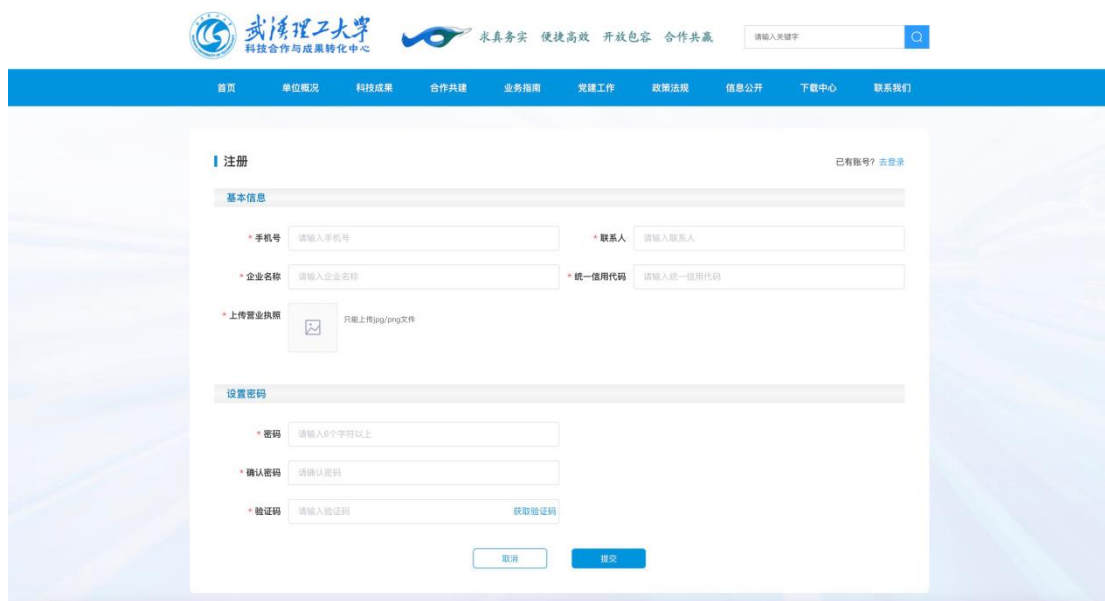 武汉理工大学
科技合作与成果转化中心
求真务实 便捷高效 开放包容 合作共赢
请输入关键字
首页 单位概况 科技成果 合作共建 业务指南 党建工作 政策法规 信息公开 下载中心 联系我们
注册 已有账号? 去登录
基本信息
* 手机号 请输入手机号 * 联系人 请输入联系人
* 企业名称 请输入企业名称 * 统一信用代码 请输入统一信用代码
* 上传营业执照 只能上传jpg/png文件
设置密码
* 密码 请输入6个字符以上
* 确认密码 请确认密码
* 验证码 请输入验证码 获取验证码
取消 提交